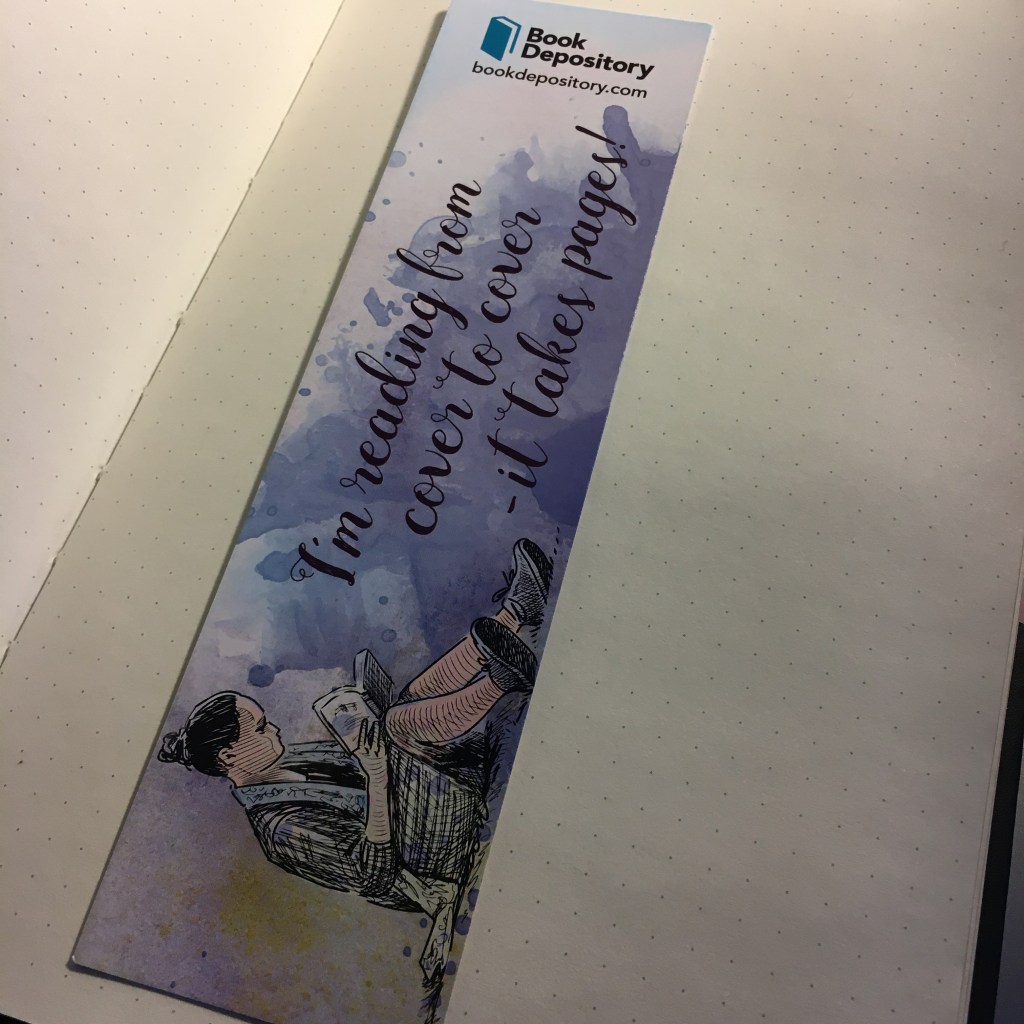 Book
Depository
bookdepository.com
I'm reading from
cover to cover
-it takes pages!